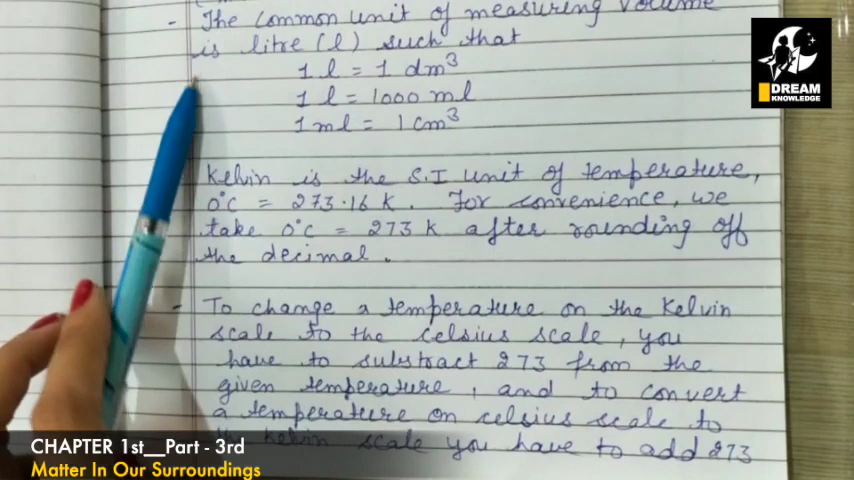 - The common unit of measuring volume
is litre (l) such that
1 l = 1 dm³
1 l = 1000 ml
1 ml = 1 cm³
Kelvin is the S.I unit of temperature,
0°C = 273.16 K. For convenience, we
take 0°C = 273 K after rounding off
the decimal.
- To change a temperature on the Kelvin
scale to the celsius scale, you
have to substract 273 from the
given temperature, and to convert
a temperature on celsius scale to
the Kelvin scale you have to add 273
DREAM
KNOWLEDGE
CHAPTER 1st__Part - 3rd
Matter In Our Surroundings